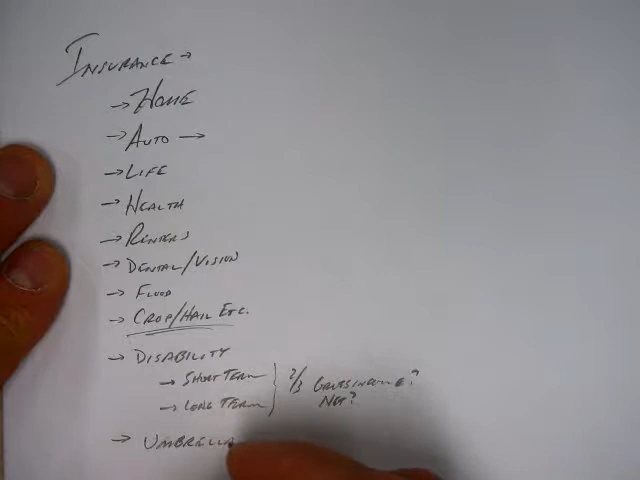 INSURANCE →
→ HOME
→ AUTO →
→ LIFE
→ HEALTH
→ RENTERS
→ DENTAL/VISION
→ FLOOD
→ CROP/HAIL ETC.
→ DISABILITY
→ SHORT TERM } 2/3 GROSS INCOME?
→ LONG TERM } NET?
→ UMBRELLA